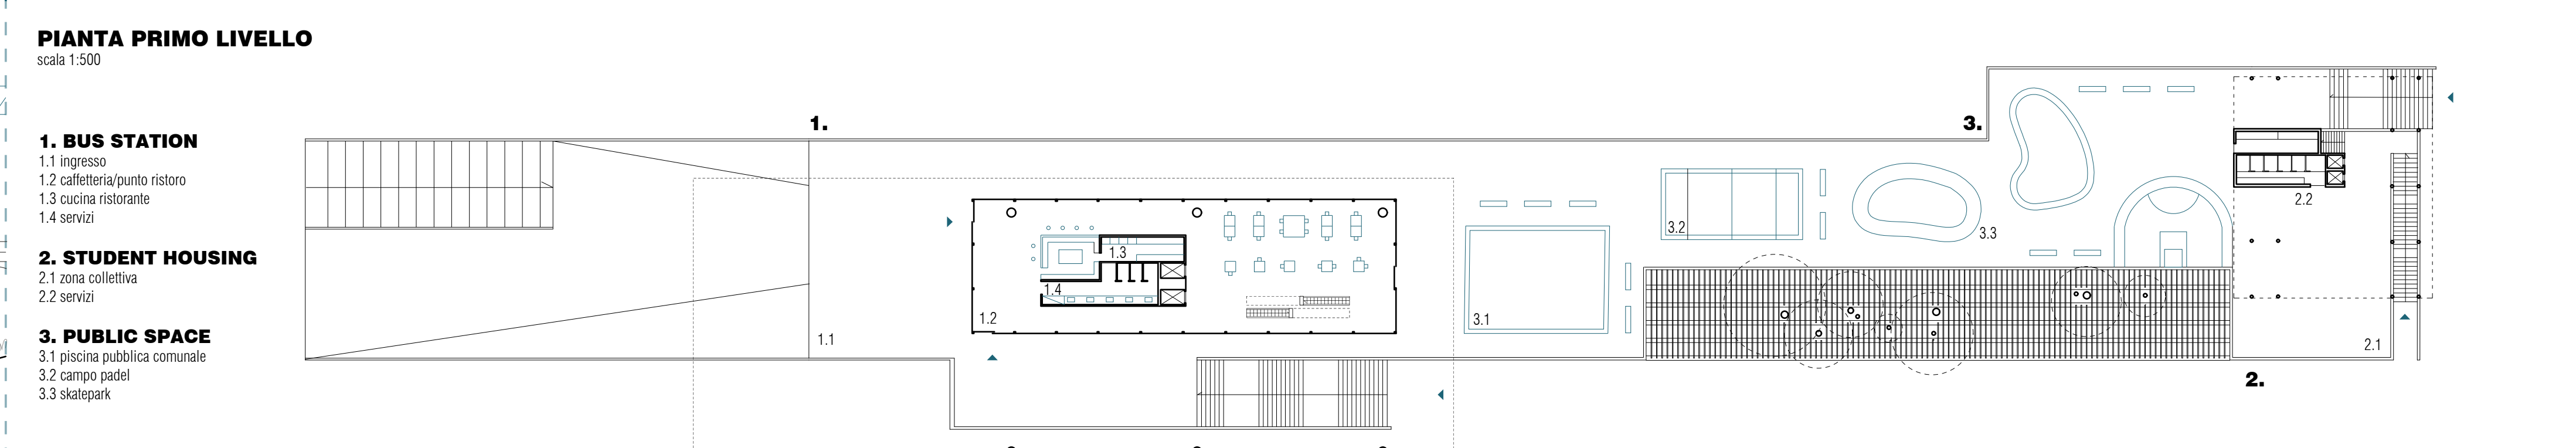 PIANTA PRIMO LIVELLO
scala 1:500
1. BUS STATION
1.1 ingresso
1.2 caffetteria/punto ristoro
1.3 cucina ristorante
1.4 servizi
2. STUDENT HOUSING
2.1 zona collettiva
2.2 servizi
3. PUBLIC SPACE
3.1 piscina pubblica comunale
3.2 campo padel
3.3 skatepark
1.
3.
1.3
1.4
1.2
1.1
3.1
3.2
3.3
2.2
2.1
2.